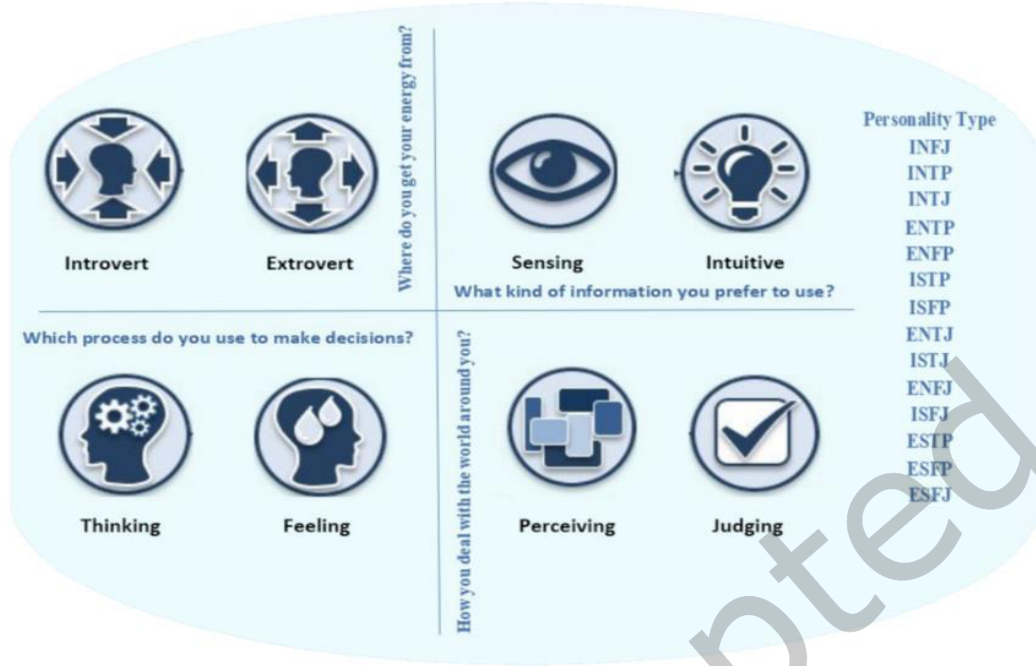 Where do you get your energy from?
Introvert
Extrovert
Sensing
Intuitive
What kind of information you prefer to use?
Which process do you use to make decisions?
Thinking
Feeling
How you deal with the world around you?
Perceiving
Judging
Personality Type
INFJ
INTP
INTJ
ENTP
ENFP
ISTP
ISFP
ENTJ
ISTJ
ENFJ
ISFJ
ESTP
ESFP
ESFJ
pted